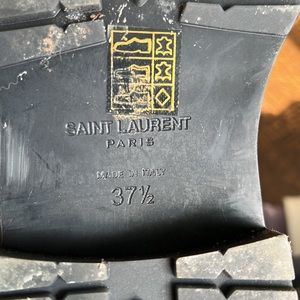 SAINT LAURENT
PARIS
MADE IN ITALY
37½